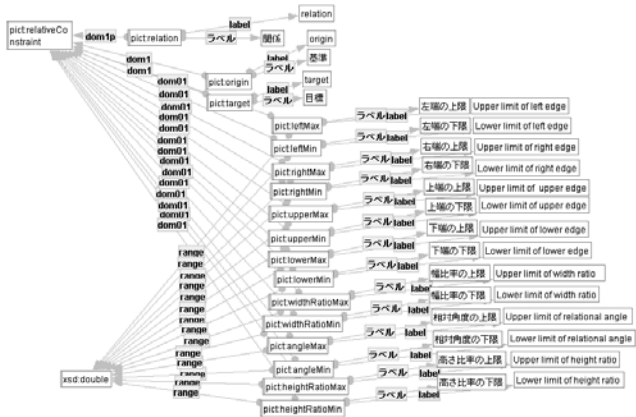 pict:relativeCo
nstraint
dom1p
pict:relation
label
relation
ラベル
関係
dom1
pict:origin
label
origin
ラベル
基準
dom1
pict:target
label
target
ラベル
目標
dom01
dom01
dom01
dom01
dom01
dom01
dom01
dom01
dom01
dom01
dom01
dom01
pict:leftMax
ラベル label
左端の上限
Upper limit of left edge
pict:leftMin
ラベル label
左端の下限
Lower limit of left edge
pict:rightMax
ラベル label
右端の上限
Upper limit of right edge
pict:rightMin
ラベル label
右端の下限
Lower limit of right edge
pict:upperMax
ラベル label
上端の上限
Upper limit of upper edge
pict:upperMin
ラベル label
上端の下限
Lower limit of upper edge
pict:lowerMax
ラベル label
下端の上限
Upper limit of lower edge
pict:lowerMin
ラベル label
下端の下限
Lower limit of lower edge
pict:widthRatioMax
ラベル label
幅比率の上限
Upper limit of width ratio
pict:widthRatioMin
ラベル label
幅比率の下限
Lower limit of width ratio
pict:angleMax
ラベル label
相対角度の上限
Upper limit of relational angle
pict:angleMin
ラベル label
相対角度の下限
Lower limit of relational angle
pict:heightRatioMax
ラベル label
高さ比率の上限
Upper limit of height ratio
pict:heightRatioMin
ラベル label
高さ比率の下限
Lower limit of height ratio
range
range
range
range
range
range
range
range
range
range
range
range
xsd:double